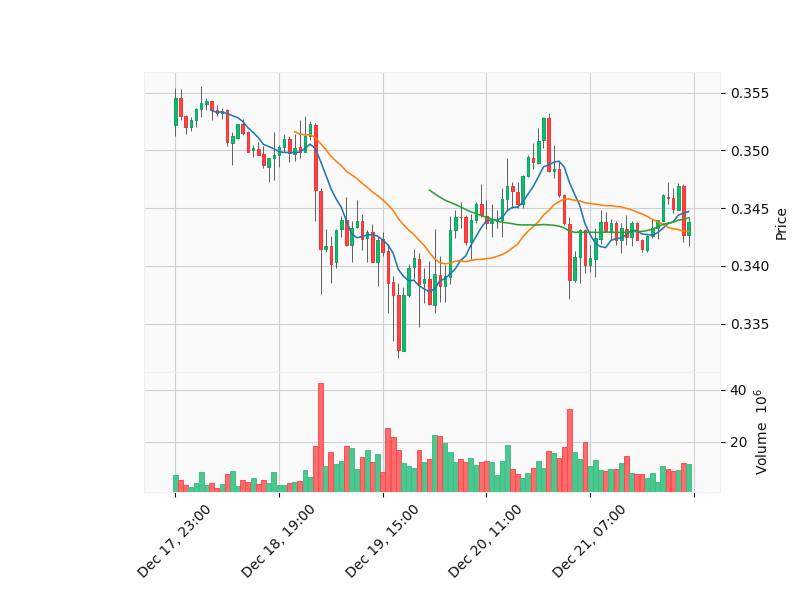 0.355
0.350
0.345
0.340
0.335
Price
40
20
Volume 10^6
Dec 17, 23:00
Dec 18, 19:00
Dec 19, 15:00
Dec 20, 11:00
Dec 21, 07:00